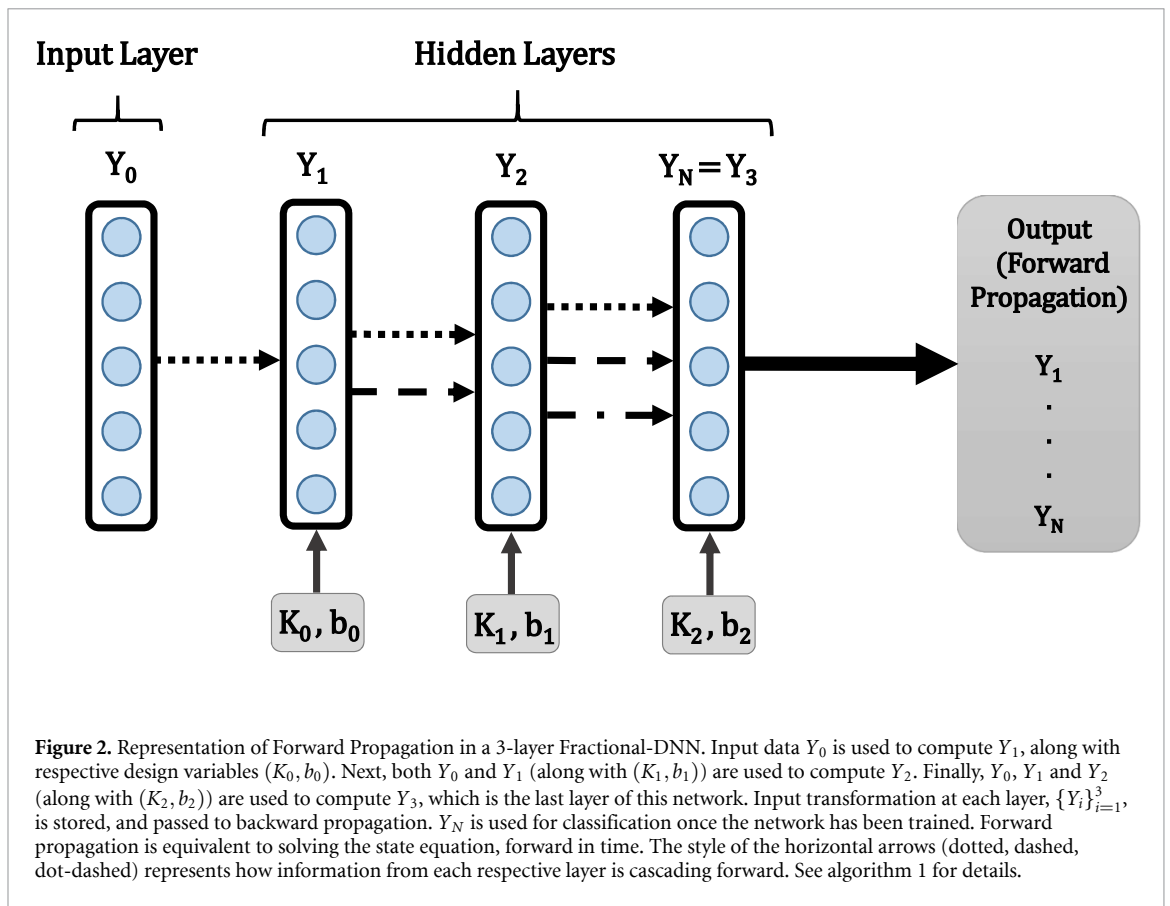 Input Layer
Hidden Layers
Y₀
Y₁
Y₂
Y_N = Y₃
Output
(Forward
Propagation)
Y₁
.
.
.
Y_N
K₀, b₀
K₁, b₁
K₂, b₂
Figure 2. Representation of Forward Propagation in a 3-layer Fractional-DNN. Input data Y₀ is used to compute Y₁, along with
respective design variables (K₀, b₀). Next, both Y₀ and Y₁ (along with (K₁, b₁)) are used to compute Y₂. Finally, Y₀, Y₁ and Y₂
(along with (K₂, b₂)) are used to compute Y₃, which is the last layer of this network. Input transformation at each layer, {Yᵢ}³ᵢ₌₁,
is stored, and passed to backward propagation. Y_N is used for classification once the network has been trained. Forward
propagation is equivalent to solving the state equation, forward in time. The style of the horizontal arrows (dotted, dashed,
dot-dashed) represents how information from each respective layer is cascading forward. See algorithm 1 for details.